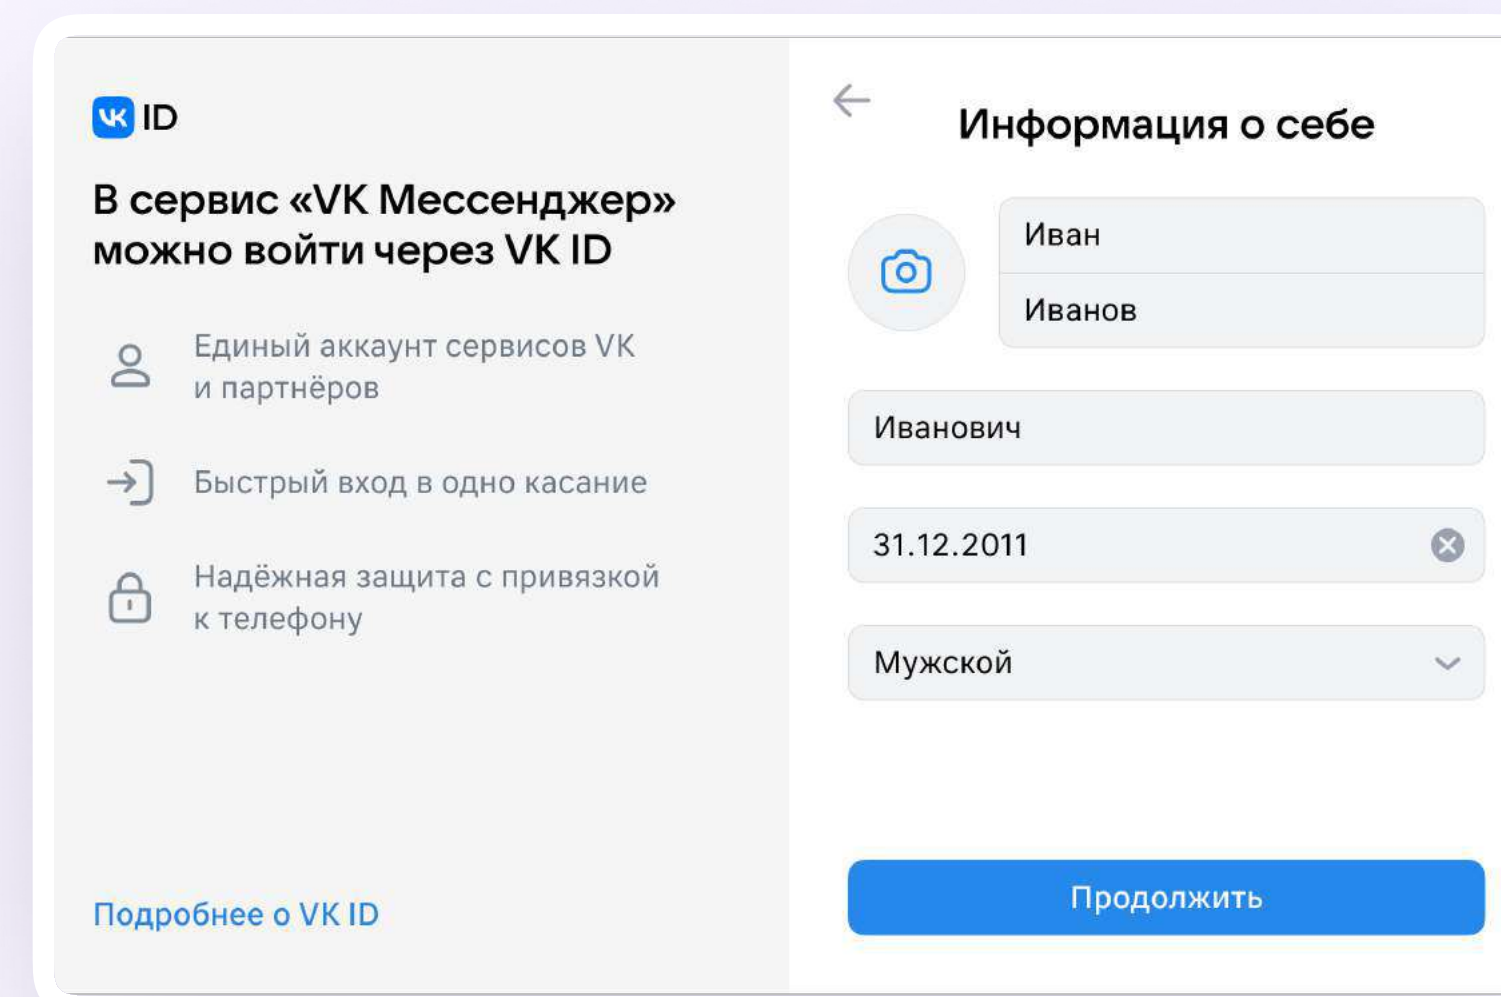 VK ID
В сервис «VK Мессенджер»
можно войти через VK ID
Единый аккаунт сервисов VK
и партнёров
Быстрый вход в одно касание
Надёжная защита с привязкой
к телефону
Подробнее о VK ID
Информация о себе
Иван
Иванов
Иванович
31.12.2011
Мужской
Продолжить